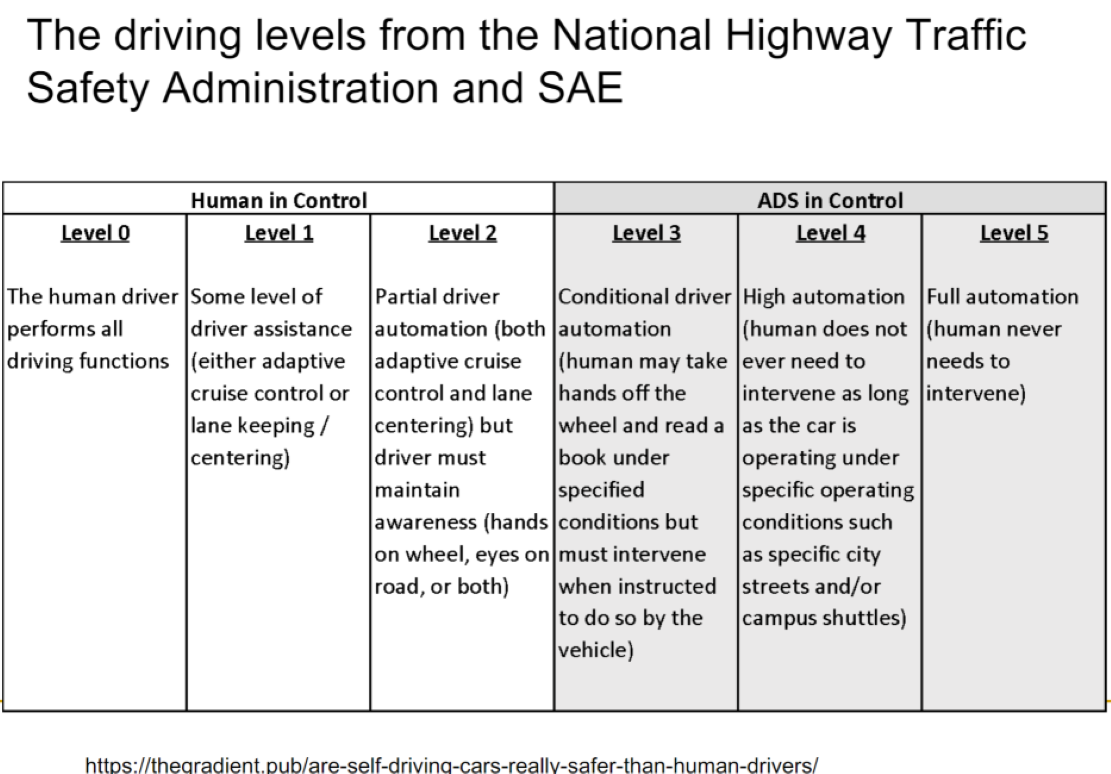 The driving levels from the National Highway Traffic
Safety Administration and SAE
Human in Control
ADS in Control
Level 0
The human driver
performs all
driving functions
Level 1
Some level of
driver assistance
(either adaptive
cruise control or
lane keeping /
centering)
Level 2
Partial driver
automation (both
adaptive cruise
control and lane
centering) but
driver must
maintain
awareness (hands
on wheel, eyes on
road, or both)
Level 3
Conditional driver
automation
(human may take
hands off the
wheel and read a
book under
specified
conditions but
must intervene
when instructed
to do so by the
vehicle)
Level 4
High automation
(human does not
ever need to
intervene as long
as the car is
operating under
specific operating
conditions such
as specific city
streets and/or
campus shuttles)
Level 5
Full automation
(human never
needs to
intervene)
https://thegradient.pub/are-self-driving-cars-really-safer-than-human-drivers/